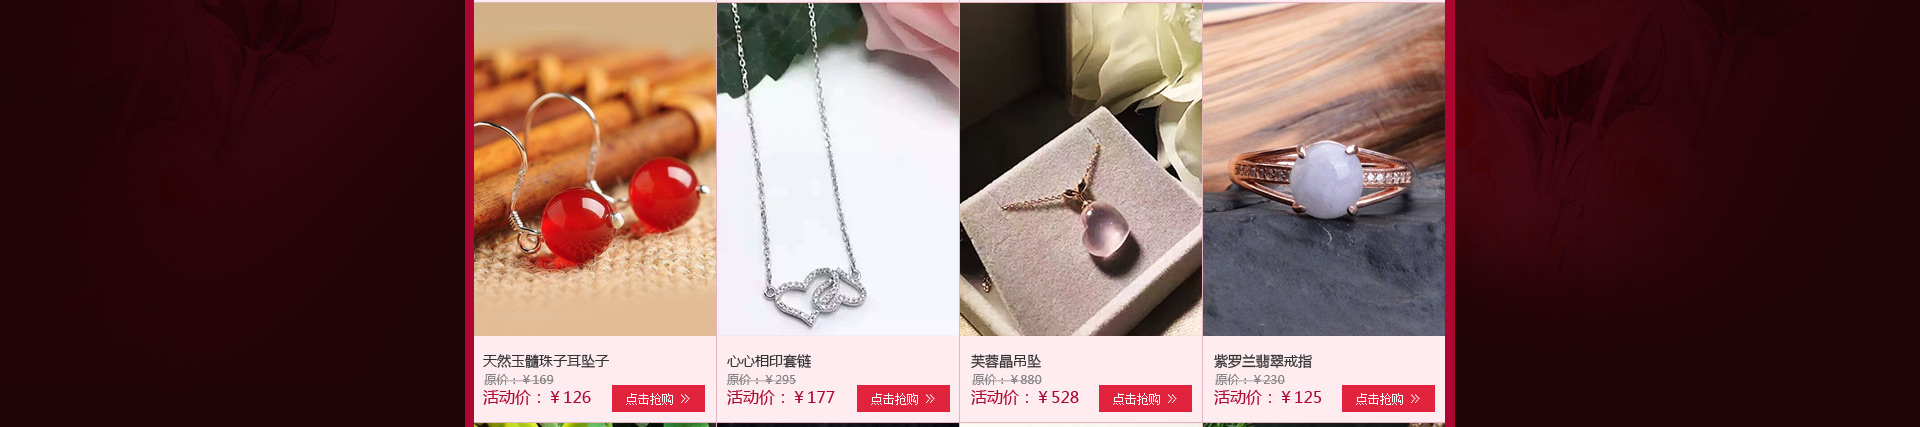 天然玉髓珠子耳坠子
原价：￥169
活动价：￥126
点击抢购 »
心心相印套链
原价：￥295
活动价：￥177
点击抢购 »
芙蓉晶吊坠
原价：￥880
活动价：￥528
点击抢购 »
紫罗兰翡翠戒指
原价：￥230
活动价：￥125
点击抢购 »